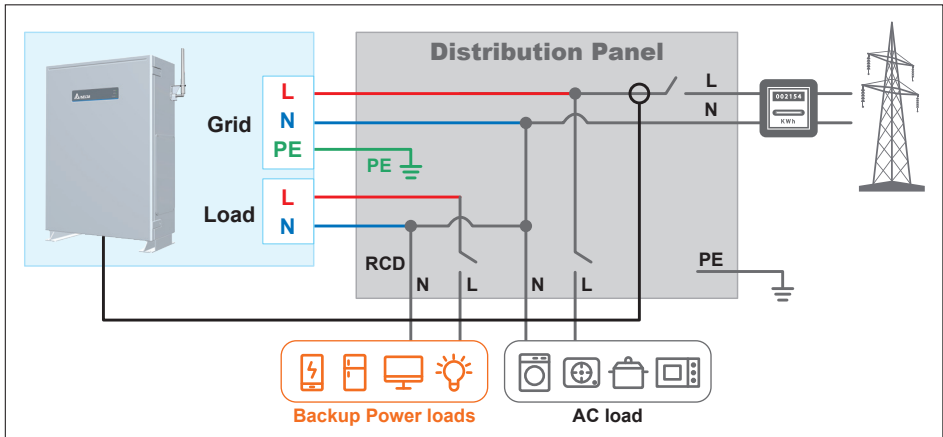 Distribution Panel
Grid
L
N
PE
PE
Load
L
N
L
N
002154
KWh
RCD
N
L
N
L
PE
Backup Power loads
AC load